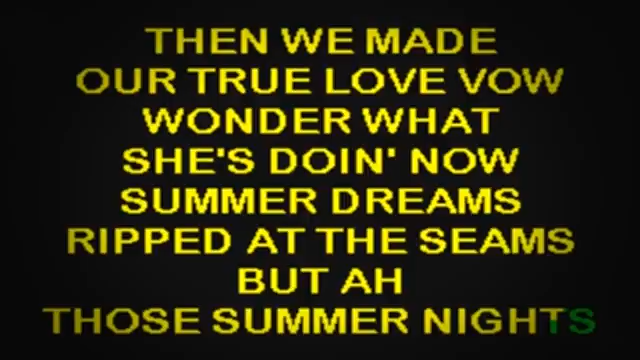 THEN WE MADE
OUR TRUE LOVE VOW
WONDER WHAT
SHE'S DOIN' NOW
SUMMER DREAMS
RIPPED AT THE SEAMS
BUT AH
THOSE SUMMER NIGHTS